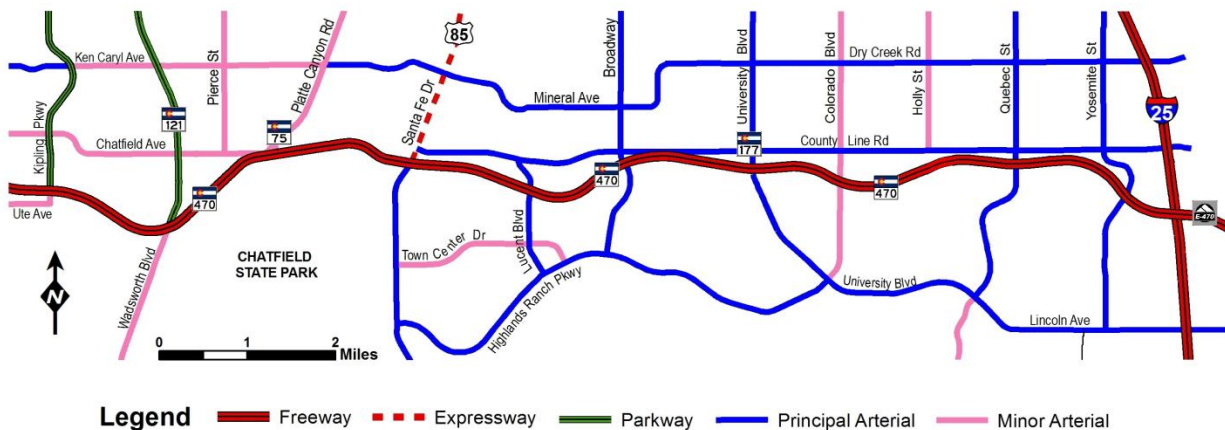 85
Ken Caryl Ave
Pierce St
Platte Canyon Rd
Broadway
University Blvd
Colorado Blvd
Dry Creek Rd
Holly St
Quebec St
Yosemite St
Kipling Pkwy
121
Santa Fe Dr
Mineral Ave
25
75
Chatfield Ave
177
County Line Rd
470
470
470
Ute Ave
E-470
Wadsworth Blvd
CHATFIELD
STATE PARK
Town Center Dr
Lucent Blvd
Highlands Ranch Pkwy
University Blvd
Lincoln Ave
N
0 1 2
Miles
Legend Freeway Expressway Parkway Principal Arterial Minor Arterial